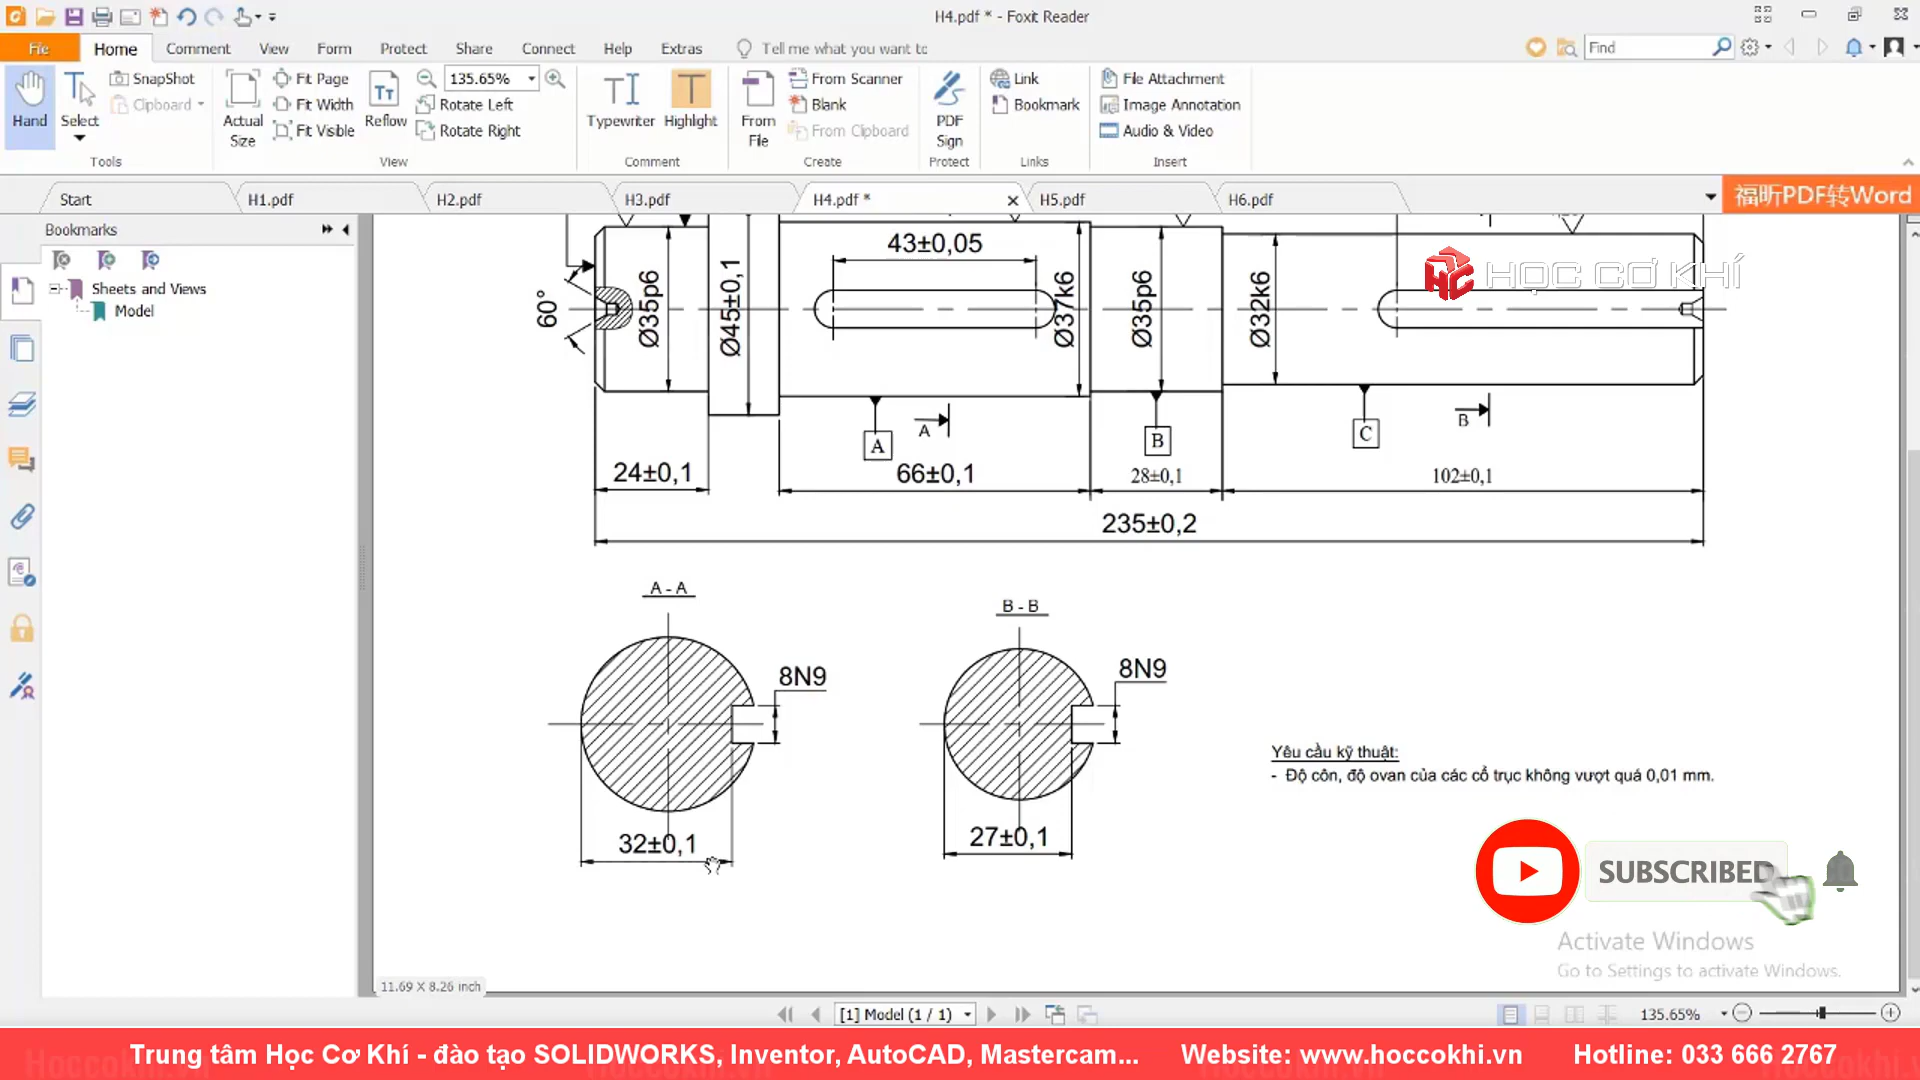 H4.pdf * - Foxit Reader
File Home Comment View Form Protect Share Connect Help Extras Tell me what you want to Find
Hand
Select
SnapShot
Clipboard
Tools
Actual Size
Fit Page
Fit Width
Fit Visible
Reflow
135.65%
Rotate Left
Rotate Right
View
Typewriter
Highlight
Comment
From File
From Scanner
Blank
From Clipboard
Create
PDF Sign
Protect
Link
Bookmark
Links
File Attachment
Image Annotation
Audio & Video
Insert
Start H1.pdf H2.pdf H3.pdf H4.pdf * H5.pdf H6.pdf 福昕PDF转Word
Bookmarks
Sheets and Views
Model
HỌC CƠ KHÍ
43±0,05
60°
Ø35p6
Ø45±0,1
Ø37k6
Ø35p6
Ø32k6
A A B C B
24±0,1 66±0,1 28±0,1 102±0,1
235±0,2
A - A
B - B
8N9
8N9
32±0,1
27±0,1
Yêu cầu kỹ thuật:
- Độ côn, độ ovan của các cổ trục không vượt quá 0,01 mm.
SUBSCRIBED
Activate Windows
Go to Settings to activate Windows.
11.69 X 8.26 inch
[1] Model (1 / 1)
135.65%
Trung tâm Học Cơ Khí - đào tạo SOLIDWORKS, Inventor, AutoCAD, Mastercam... Website: www.hoccokhi.vn Hotline: 033 666 2767